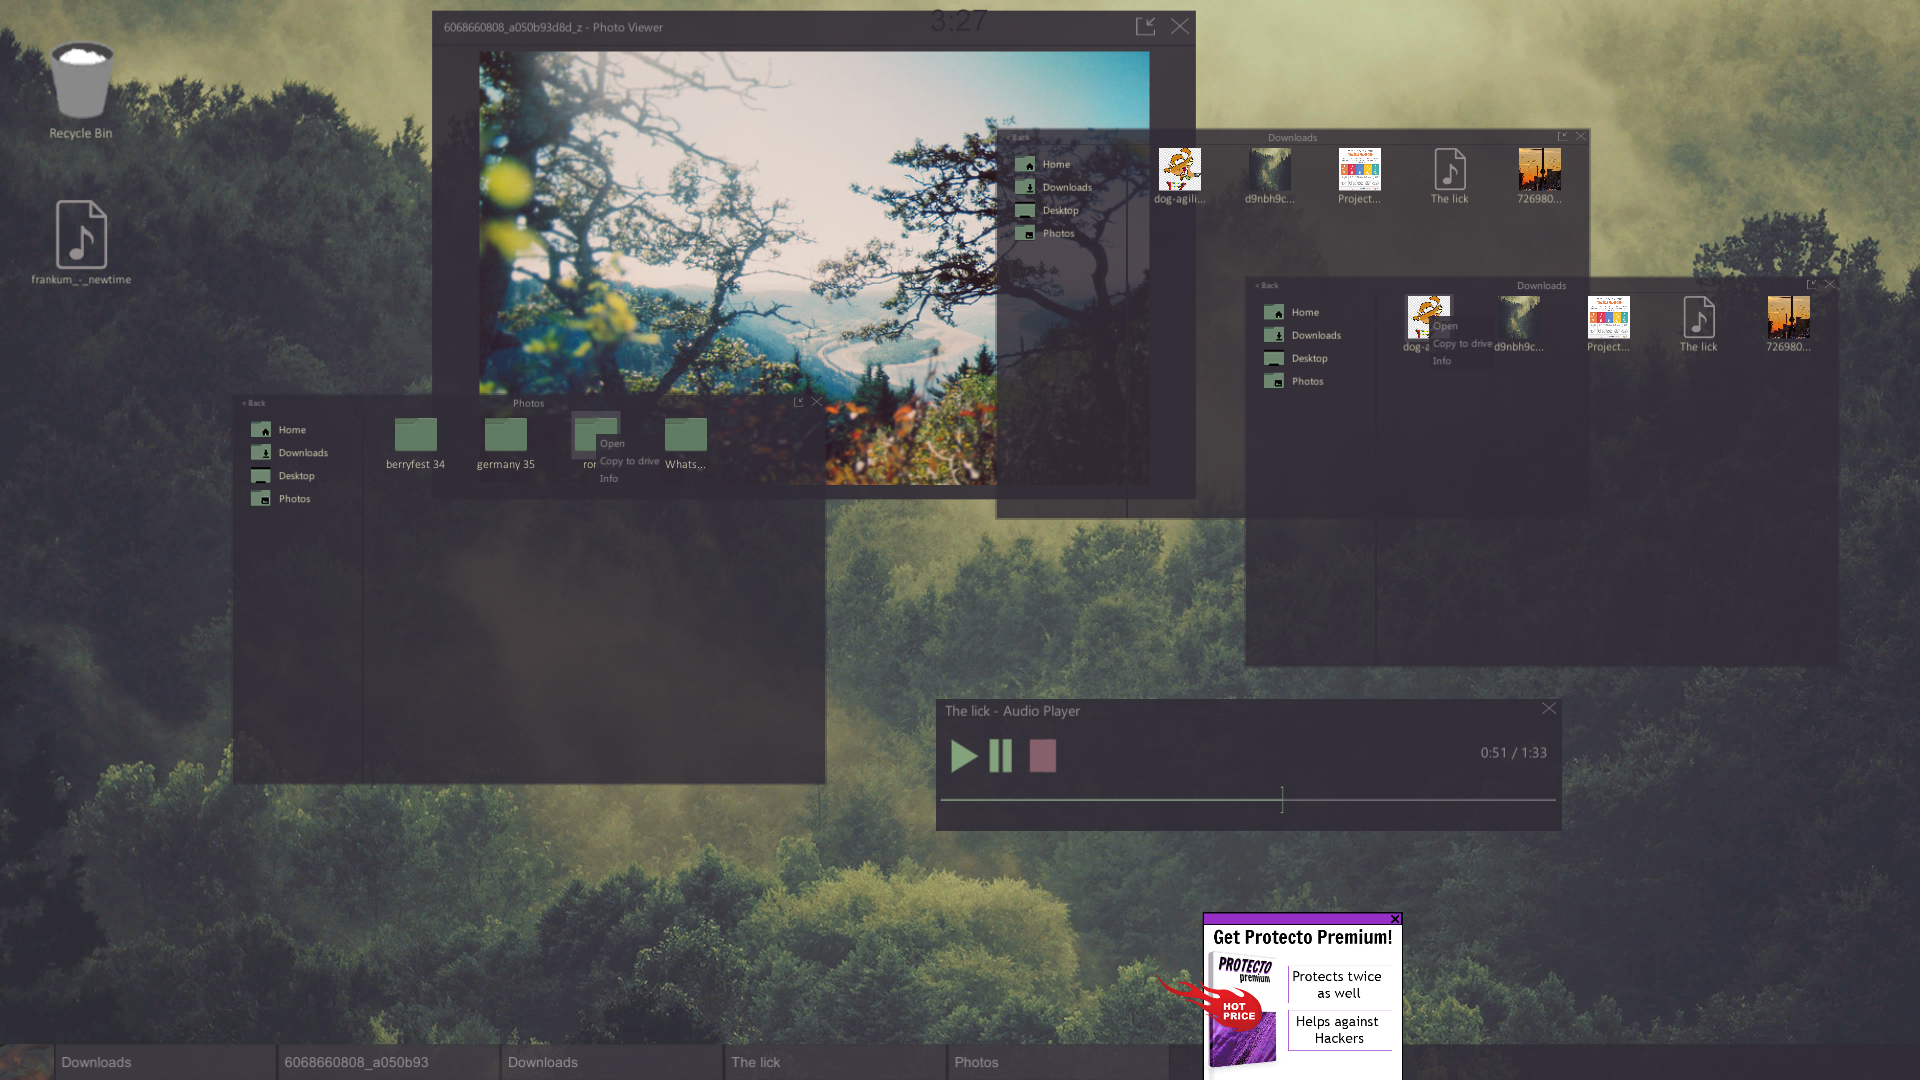 3:27
6068660808_a050b93d8d_z - Photo Viewer
Recycle Bin
frankum_-_newtime
< Back
Downloads
Home
Downloads
Desktop
Photos
dog-agili...
d9nbh9c...
Project...
The lick
726980...
< Back
Downloads
Home
Downloads
Desktop
Photos
dog-a
d9nbh9c...
Project...
The lick
726980...
Open
Copy to drive
Info
< Back
Photos
Home
Downloads
Desktop
Photos
berryfest 34
germany 35
Whats...
Open
Copy to drive
Info
The lick - Audio Player
0:51 / 1:33
Get Protecto Premium!
PROTECTO
premium
HOT
PRICE
Protects twice
as well
Helps against
Hackers
Downloads
6068660808_a050b93
Downloads
The lick
Photos